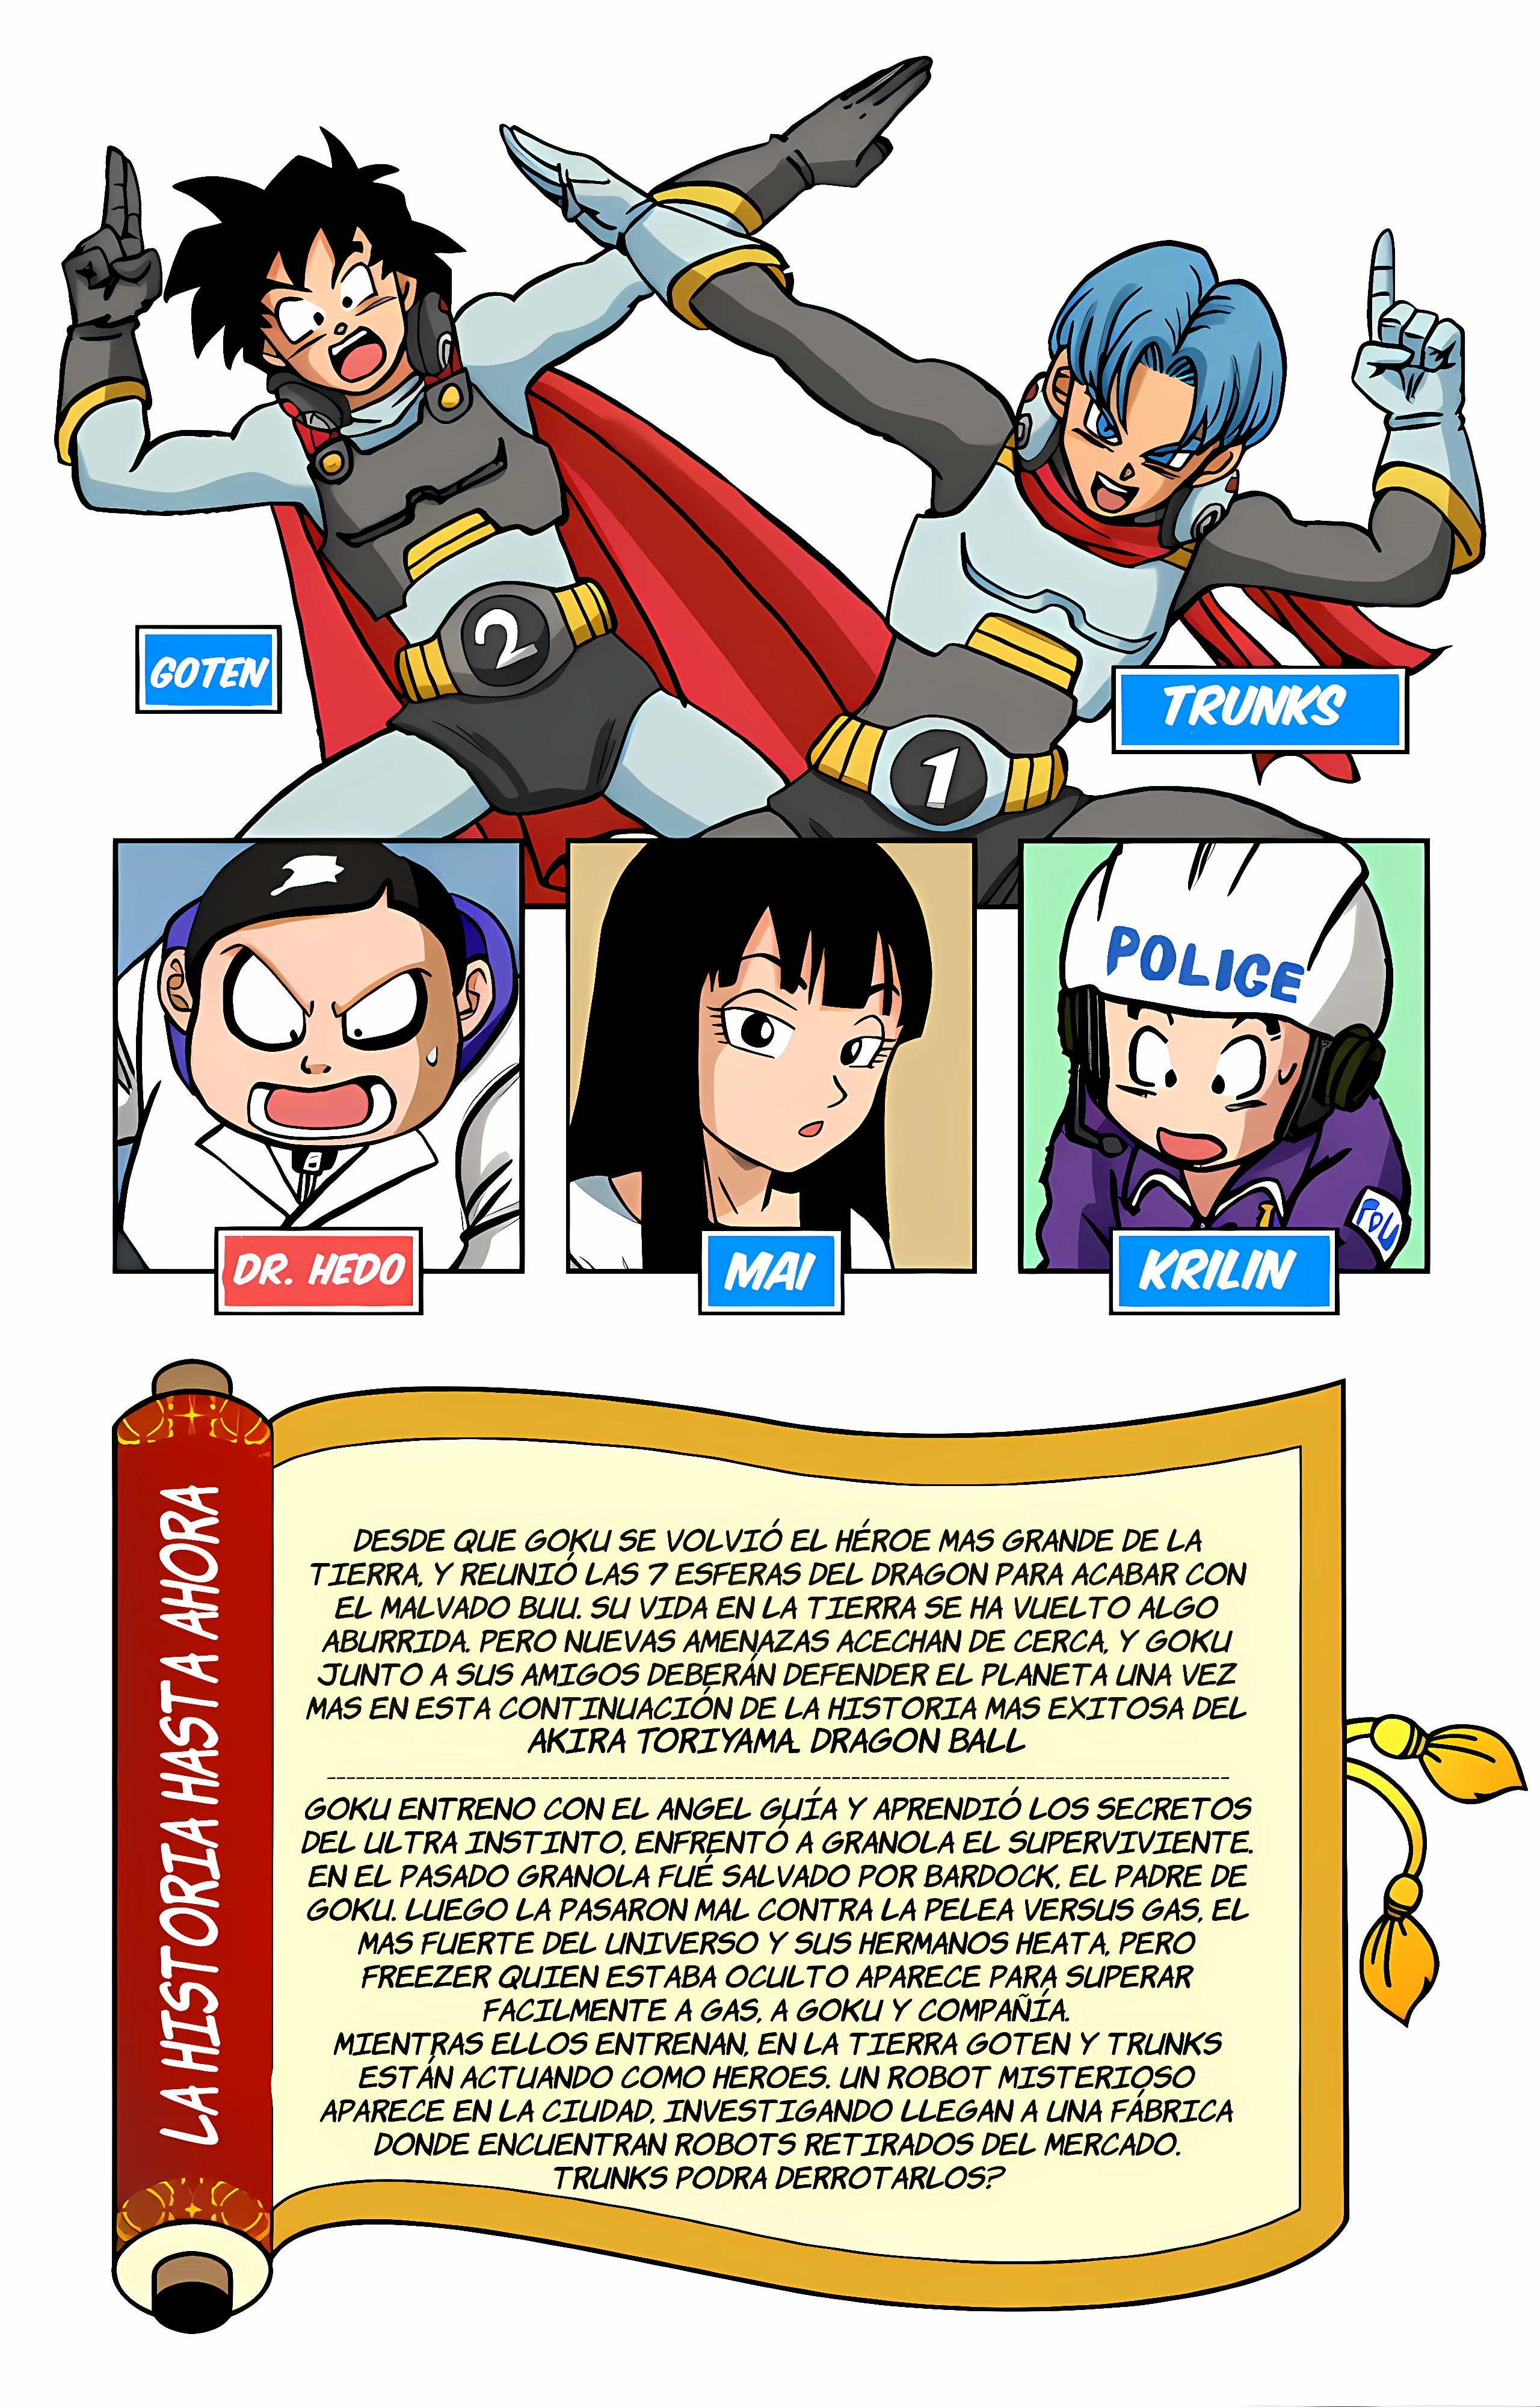 2
GOTEN
1
TRUNKS
POLICE
PDU
DR. HEDO
MAI
KRILIN
LA HISTORIA HASTA AHORA
DESDE QUE GOKU SE VOLVIÓ EL HÉROE MAS GRANDE DE LA
TIERRA, Y REUNIÓ LAS 7 ESFERAS DEL DRAGON PARA ACABAR CON
EL MALVADO BUU. SU VIDA EN LA TIERRA SE HA VUELTO ALGO
ABURRIDA. PERO NUEVAS AMENAZAS ACECHAN DE CERCA, Y GOKU
JUNTO A SUS AMIGOS DEBERÁN DEFENDER EL PLANETA UNA VEZ
MAS EN ESTA CONTINUACIÓN DE LA HISTORIA MAS EXITOSA DEL
AKIRA TORIYAMA. DRAGON BALL
GOKU ENTRENO CON EL ANGEL GUÍA Y APRENDIÓ LOS SECRETOS
DEL ULTRA INSTINTO, ENFRENTÓ A GRANOLA EL SUPERVIVIENTE.
EN EL PASADO GRANOLA FUÉ SALVADO POR BARDOCK, EL PADRE DE
GOKU. LUEGO LA PASARON MAL CONTRA LA PELEA VERSUS GAS, EL
MAS FUERTE DEL UNIVERSO Y SUS HERMANOS HEATA, PERO
FREEZER QUIEN ESTABA OCULTO APARECE PARA SUPERAR
FACILMENTE A GAS, A GOKU Y COMPAÑÍA.
MIENTRAS ELLOS ENTRENAN, EN LA TIERRA GOTEN Y TRUNKS
ESTÁN ACTUANDO COMO HEROES. UN ROBOT MISTERIOSO
APARECE EN LA CIUDAD, INVESTIGANDO LLEGAN A UNA FÁBRICA
DONDE ENCUENTRAN ROBOTS RETIRADOS DEL MERCADO.
TRUNKS PODRA DERROTARLOS?